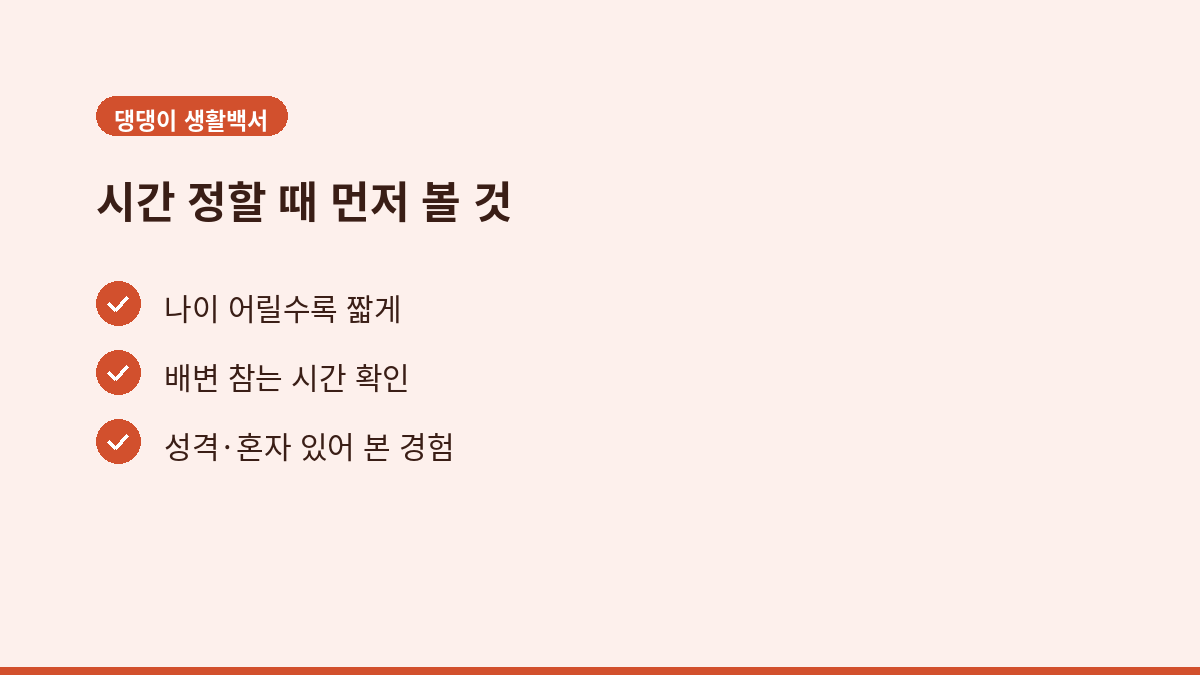 댕댕이 생활백서
시간 정할 때 먼저 볼 것
나이 어릴수록 짧게
배변 참는 시간 확인
성격·혼자 있어 본 경험